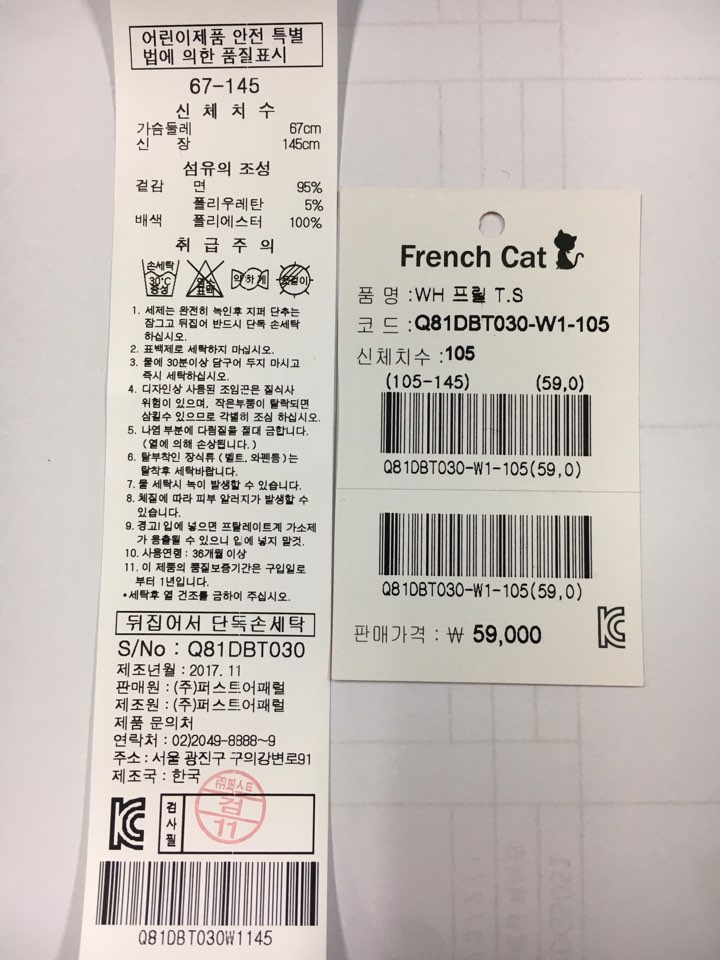 어린이제품 안전 특별
법에 의한 품질표시
67-145
신 체 치 수
가슴둘레 67cm
신 장 145cm
섬유의 조성
겉감 면 95%
폴리우레탄 5%
배색 폴리에스터 100%
취 급 주 의
손세탁 30°C 중성 염소 표백 약하게 옷걸이
1. 세제는 완전히 녹인후 지퍼 단추는
잠그고 뒤집어 반드시 단독 손세탁
하십시오.
2. 표백제로 세탁하지 마십시오.
3. 물에 30분이상 담구어 두지 마시고
즉시 세탁하십시오.
4. 디자인상 사용된 조임끈은 질식사
위험이 있으며, 작은부품이 탈락되면
삼킬수 있으므로 각별히 조심 하십시오.
5. 나염 부분에 다림질을 절대 금합니다.
(열에 의해 손상됩니다.)
6. 탈부착인 장식류 (벨트, 와펜등)는
탈착후 세탁바랍니다.
7. 물 세탁시 녹이 발생할 수 있습니다.
8. 체질에 따라 피부 알러지가 발생할 수
있습니다.
9. 경고! 입에 넣으면 프탈레이트계 가소제
가 용출될 수 있으니 입에 넣지 말것.
10. 사용연령 : 36개월 이상
11. 이 제품의 품질보증기간은 구입일로
부터 1년입니다.
*세탁후 열 건조를 금하여 주십시오.
뒤집어서 단독손세탁
S/No : Q81DBT030
제조년월 : 2017. 11
판매원 : (주)퍼스트어패럴
제조원 : (주)퍼스트어패럴
제품 문의처
연락처 : 02)2049-8888~9
주소 : 서울 광진구 구의강변로91
제조국 : 한국
검사필
㈜퍼스트
검
11
Q81DBT030W1145
French Cat
품 명 : WH 프릴 T.S
코 드 : Q81DBT030-W1-105
신체치수 : 105
(105-145) (59,0)
Q81DBT030-W1-105(59,0)
Q81DBT030-W1-105(59,0)
판매가격 : ₩ 59,000